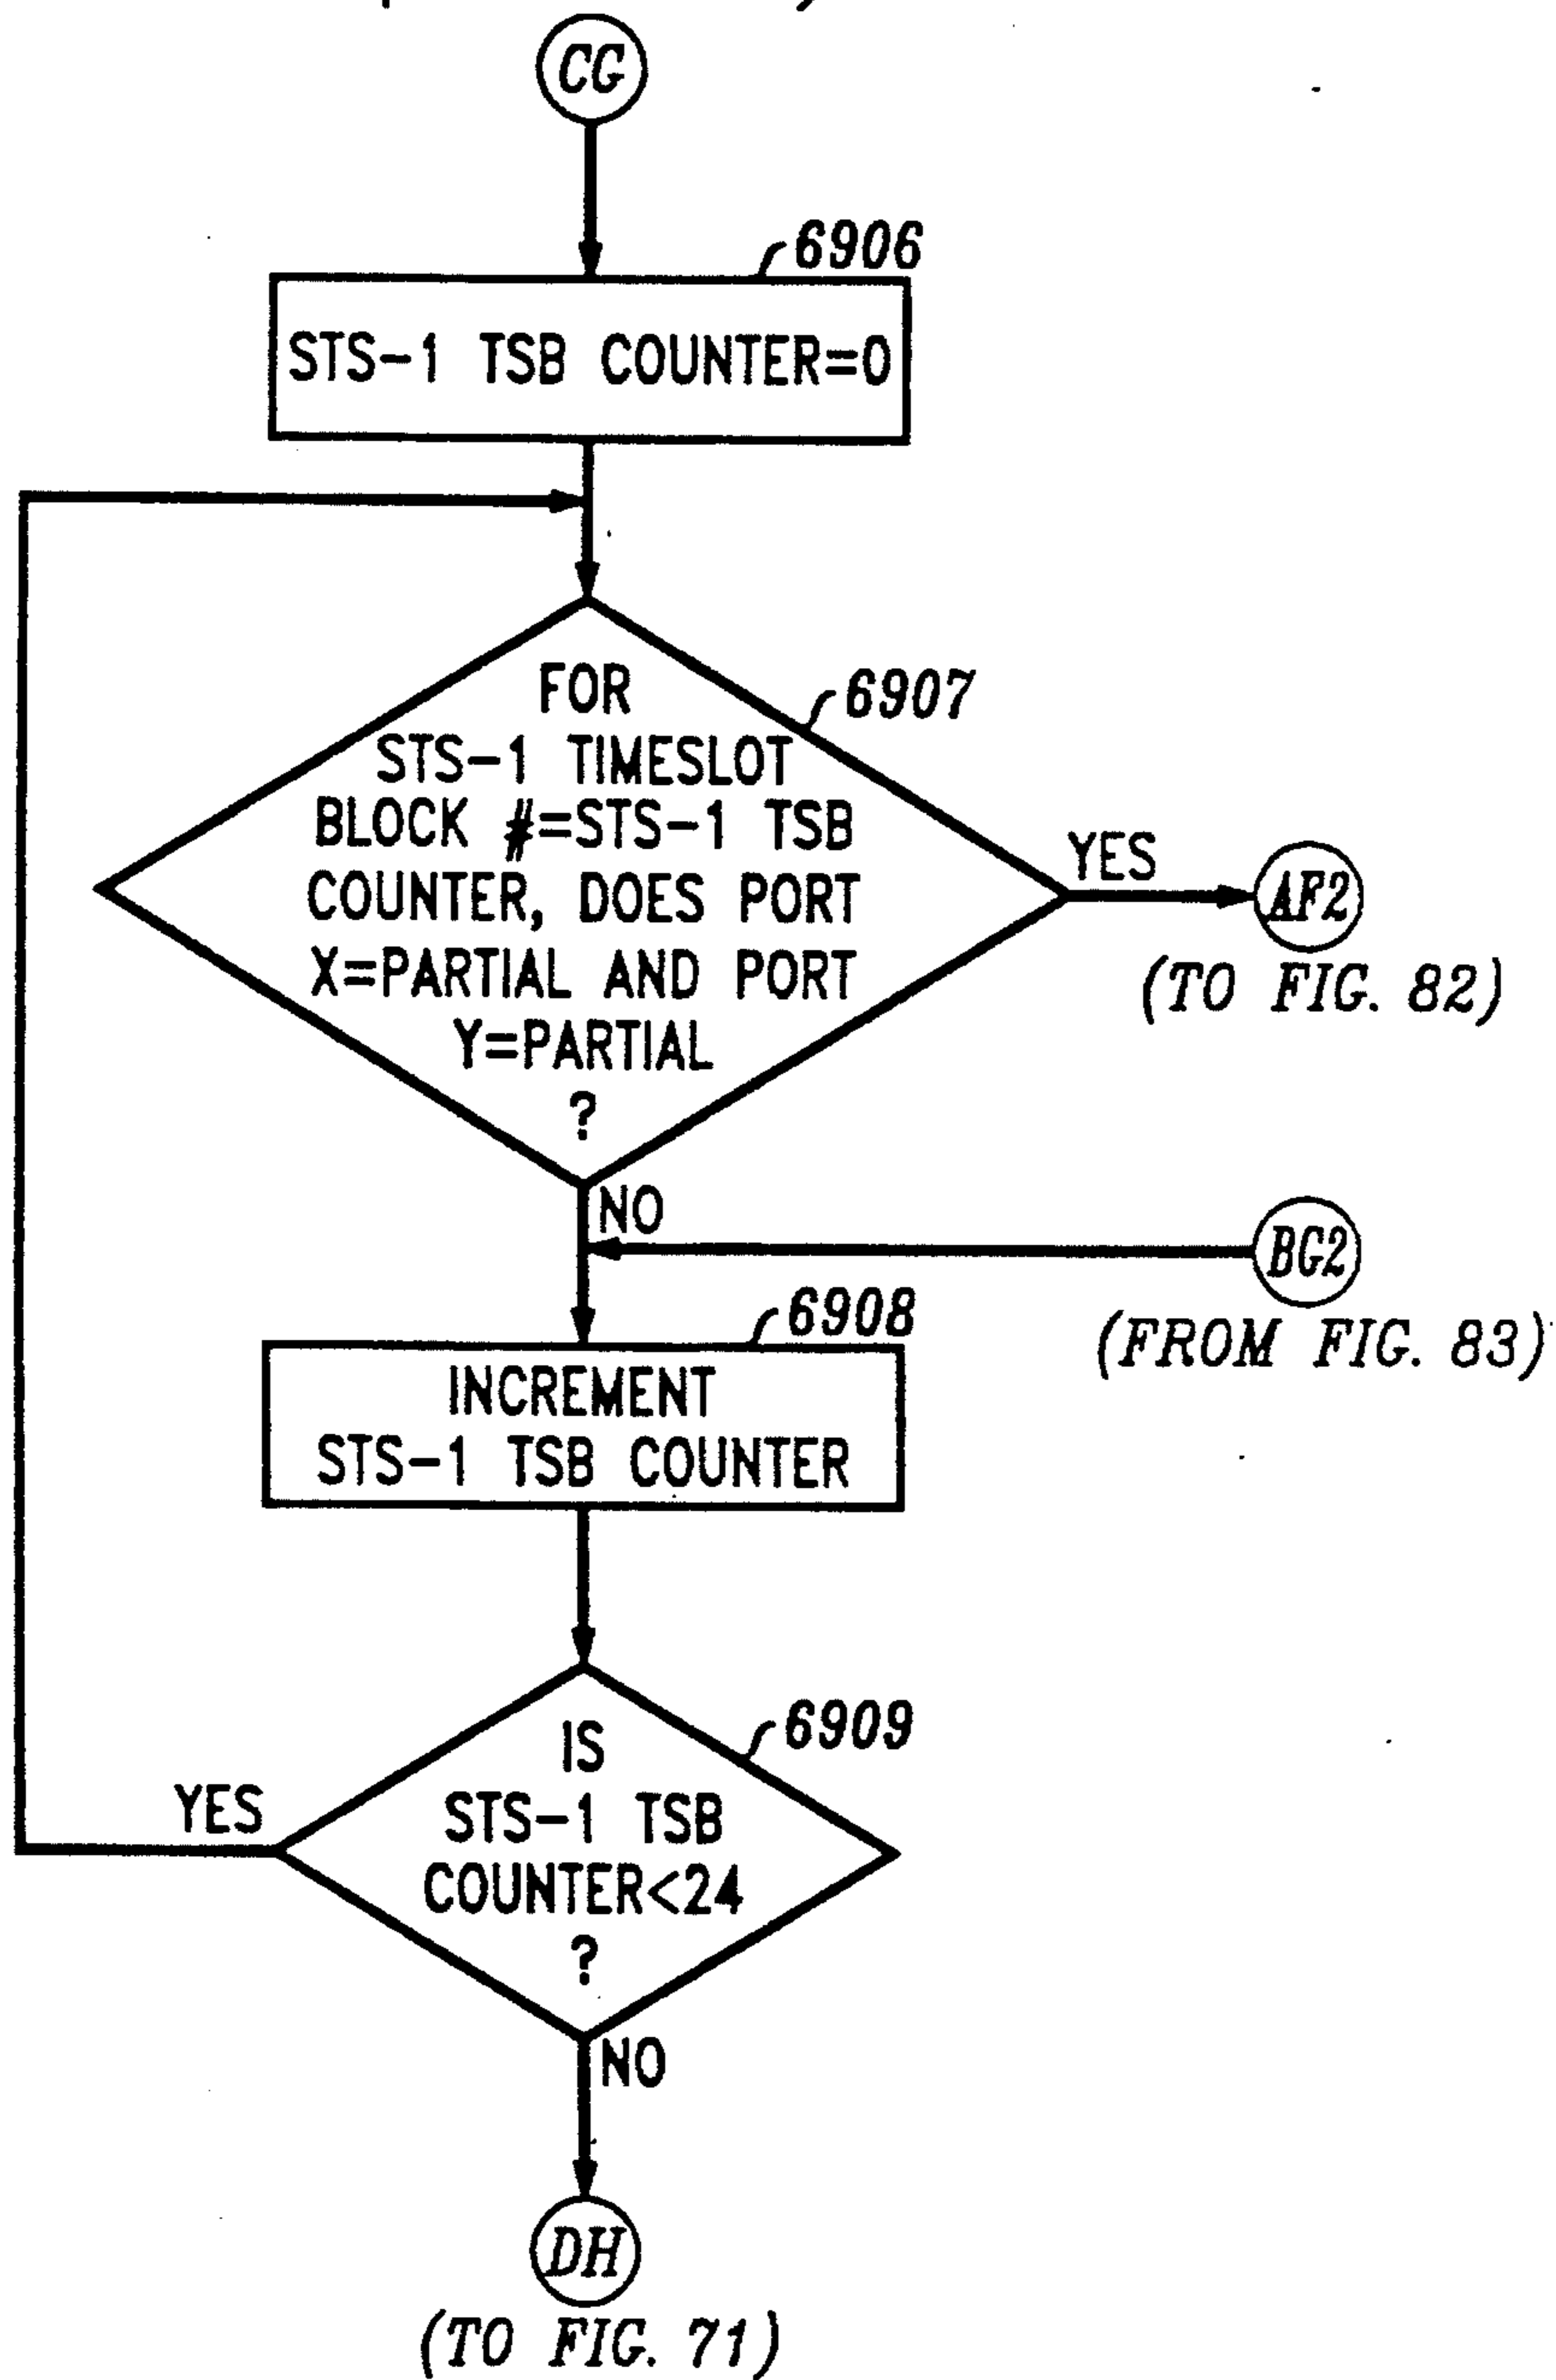 CG
6906
STS-1 TSB COUNTER=0
FOR
6907
STS-1 TIMESLOT
BLOCK #=STS-1 TSB
COUNTER, DOES PORT
X=PARTIAL AND PORT
Y=PARTIAL
?
YES
AF2
(TO FIG. 82)
NO
BG2
(FROM FIG. 83)
6908
INCREMENT
STS-1 TSB COUNTER
6909
IS
STS-1 TSB
COUNTER<24
?
YES
NO
DH
(TO FIG. 71)